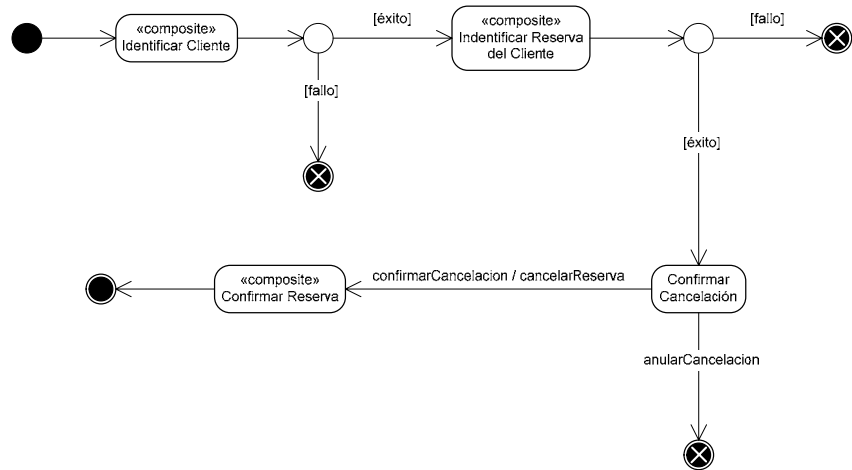 «composite»
Identificar Cliente
[éxito]
«composite»
Indentificar Reserva
del Cliente
[fallo]
[fallo]
[éxito]
«composite»
Confirmar Reserva
confirmarCancelacion / cancelarReserva
Confirmar
Cancelación
anularCancelacion